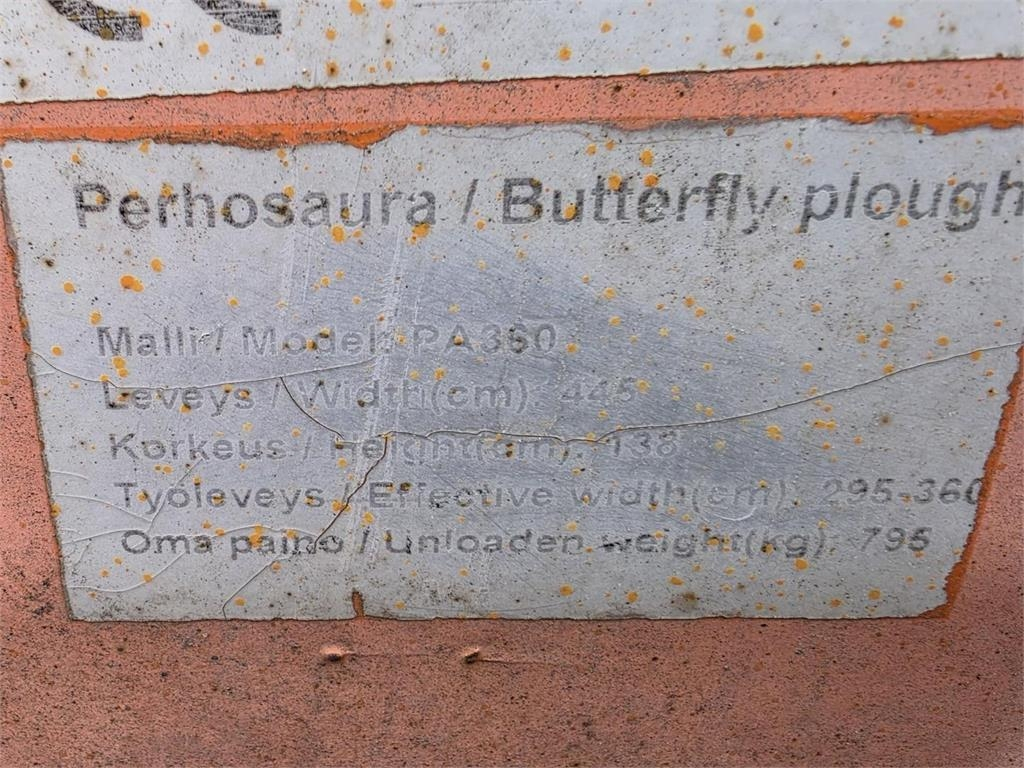 Perhosaura / Butterfly plough
Malli / Model: PA360
Leveys / Width(cm): 445
Korkeus / Height(cm): 138
Työleveys / Effective width(cm): 295-360
Oma paino / Unloaden weight(kg): 795